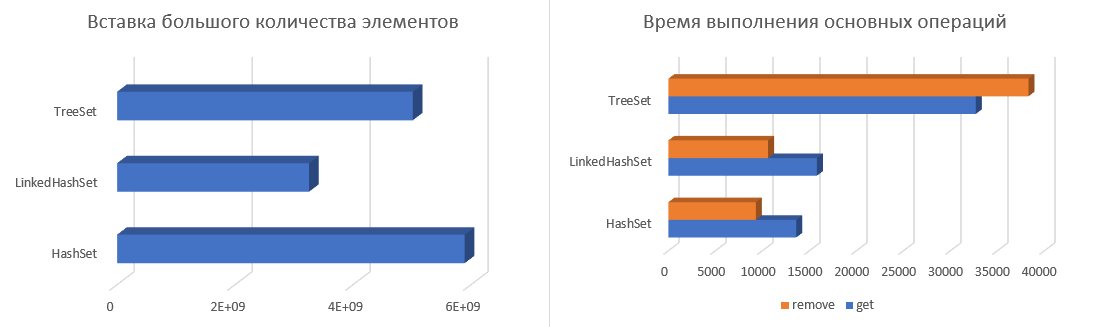 Вставка большого количества элементов
TreeSet
LinkedHashSet
HashSet
0 2E+09 4E+09 6E+09
Время выполнения основных операций
TreeSet
LinkedHashSet
HashSet
0 5000 10000 15000 20000 25000 30000 35000 40000
remove get